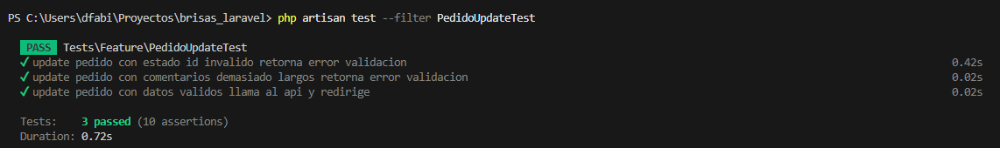 PS C:\Users\dfabi\Proyectos\brisas_laravel> php artisan test --filter PedidoUpdateTest
PASS Tests\Feature\PedidoUpdateTest
✓ update pedido con estado id invalido retorna error validacion 0.42s
✓ update pedido con comentarios demasiado largos retorna error validacion 0.02s
✓ update pedido con datos validos llama al api y redirige 0.02s
Tests: 3 passed (10 assertions)
Duration: 0.72s